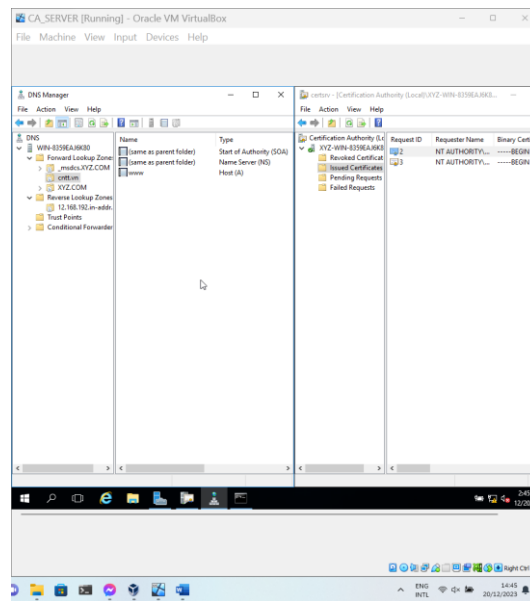 CA_SERVER [Running] - Oracle VM VirtualBox
File Machine View Input Devices Help
DNS Manager
File Action View Help
DNS
WIN-8359EAJ6K80
Forward Lookup Zones
_msdcs.XYZ.COM
cntt.vn
XYZ.COM
Reverse Lookup Zones
12.168.192.in-addr.
Trust Points
Conditional Forwarder
Name Type
(same as parent folder) Start of Authority (SOA)
(same as parent folder) Name Server (NS)
www Host (A)
certsrv - [Certification Authority (Local)\XYZ-WIN-8359EAJ6K8...
File Action View Help
Certification Authority (Lo
XYZ-WIN-8359EAJ6K8
Revoked Certificat
Issued Certificates
Pending Requests
Failed Requests
Request ID Requester Name Binary Cert
2 NT AUTHORITY\... -----BEGIN
3 NT AUTHORITY\... -----BEGIN
2:45
12/20
Right Ctrl
ENG
INTL
14:45
20/12/2023